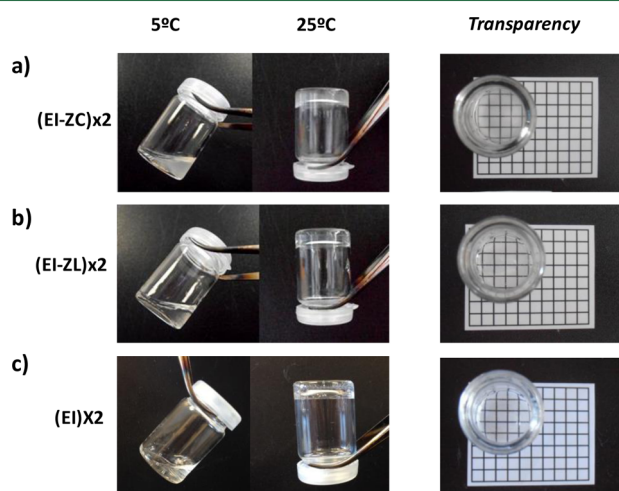 5ºC 25ºC Transparency
a)
(EI-ZC)x2
b)
(EI-ZL)x2
c)
(EI)X2